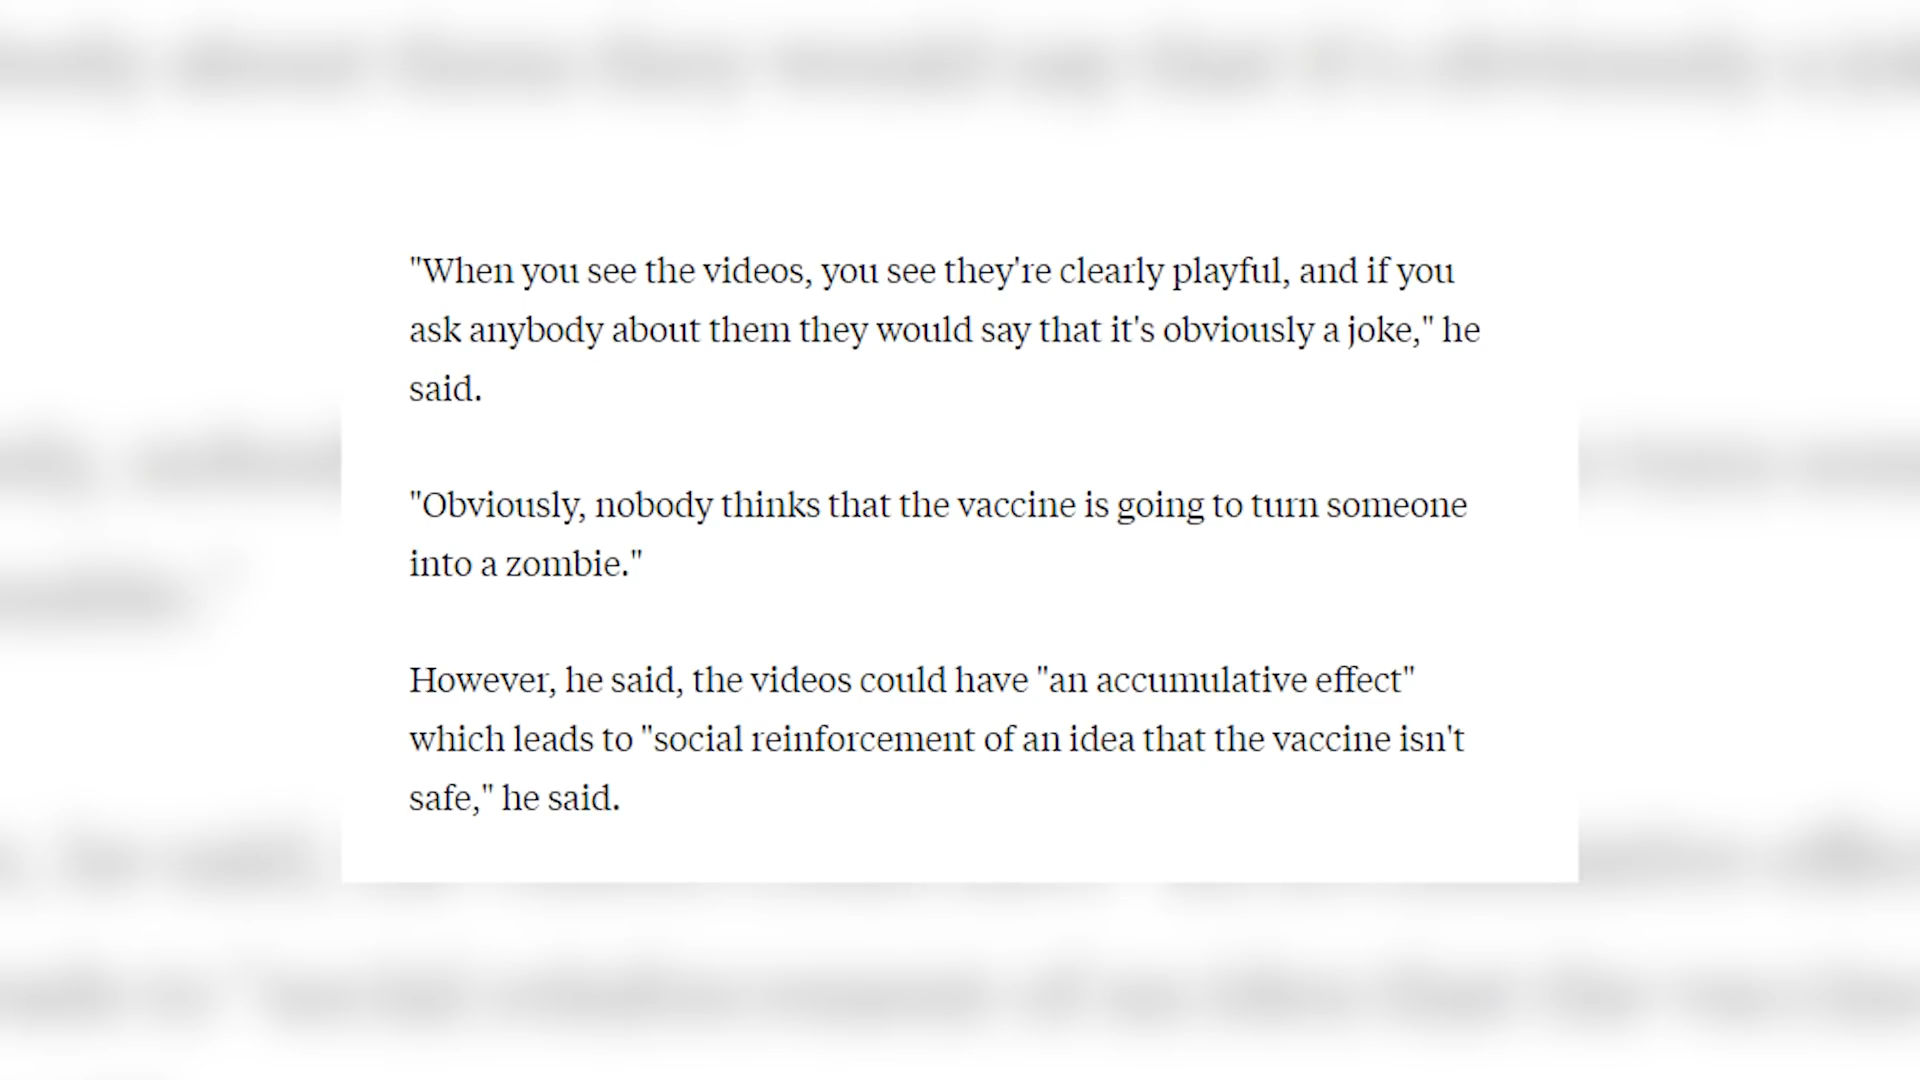 "When you see the videos, you see they're clearly playful, and if you
ask anybody about them they would say that it's obviously a joke," he
said.
"Obviously, nobody thinks that the vaccine is going to turn someone
into a zombie."
However, he said, the videos could have "an accumulative effect"
which leads to "social reinforcement of an idea that the vaccine isn't
safe," he said.